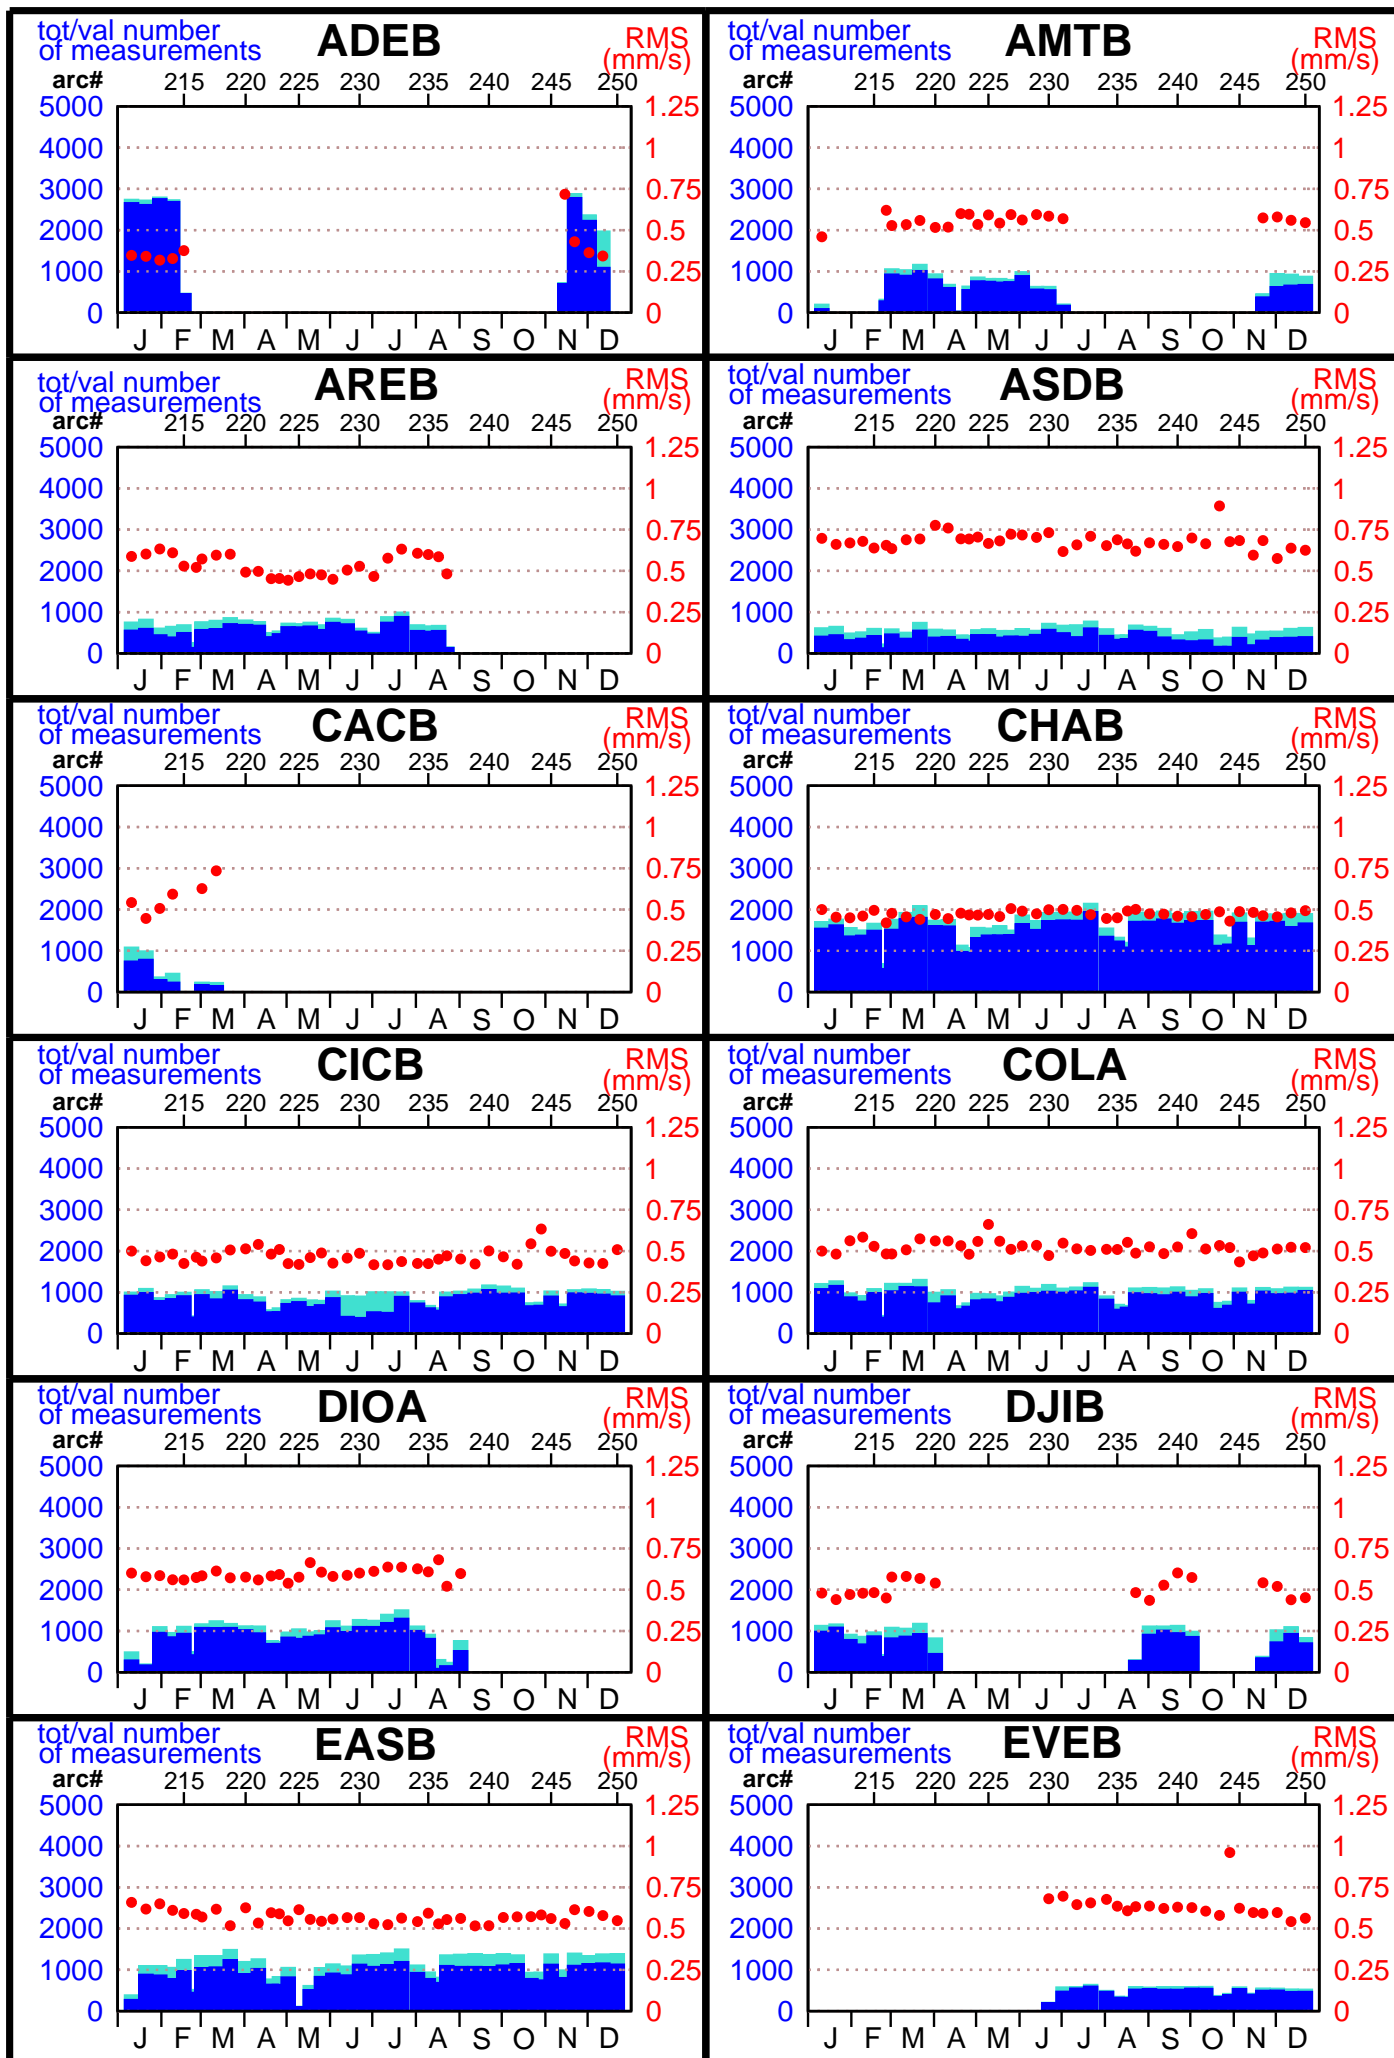 tot/val number of measurements ADEB RMS (mm/s)
arc# 215 220 225 230 235 240 245 250
5000 1.25
4000 1
3000 0.75
2000 0.5
1000 0.25
0 0
J F M A M J J A S O N D
tot/val number of measurements AMTB RMS (mm/s)
arc# 215 220 225 230 235 240 245 250
5000 1.25
4000 1
3000 0.75
2000 0.5
1000 0.25
0 0
J F M A M J J A S O N D
tot/val number of measurements AREB RMS (mm/s)
arc# 215 220 225 230 235 240 245 250
5000 1.25
4000 1
3000 0.75
2000 0.5
1000 0.25
0 0
J F M A M J J A S O N D
tot/val number of measurements ASDB RMS (mm/s)
arc# 215 220 225 230 235 240 245 250
5000 1.25
4000 1
3000 0.75
2000 0.5
1000 0.25
0 0
J F M A M J J A S O N D
tot/val number of measurements CACB RMS (mm/s)
arc# 215 220 225 230 235 240 245 250
5000 1.25
4000 1
3000 0.75
2000 0.5
1000 0.25
0 0
J F M A M J J A S O N D
tot/val number of measurements CHAB RMS (mm/s)
arc# 215 220 225 230 235 240 245 250
5000 1.25
4000 1
3000 0.75
2000 0.5
1000 0.25
0 0
J F M A M J J A S O N D
tot/val number of measurements CICB RMS (mm/s)
arc# 215 220 225 230 235 240 245 250
5000 1.25
4000 1
3000 0.75
2000 0.5
1000 0.25
0 0
J F M A M J J A S O N D
tot/val number of measurements COLA RMS (mm/s)
arc# 215 220 225 230 235 240 245 250
5000 1.25
4000 1
3000 0.75
2000 0.5
1000 0.25
0 0
J F M A M J J A S O N D
tot/val number of measurements DIOA RMS (mm/s)
arc# 215 220 225 230 235 240 245 250
5000 1.25
4000 1
3000 0.75
2000 0.5
1000 0.25
0 0
J F M A M J J A S O N D
tot/val number of measurements DJIB RMS (mm/s)
arc# 215 220 225 230 235 240 245 250
5000 1.25
4000 1
3000 0.75
2000 0.5
1000 0.25
0 0
J F M A M J J A S O N D
tot/val number of measurements EASB RMS (mm/s)
arc# 215 220 225 230 235 240 245 250
5000 1.25
4000 1
3000 0.75
2000 0.5
1000 0.25
0 0
J F M A M J J A S O N D
tot/val number of measurements EVEB RMS (mm/s)
arc# 215 220 225 230 235 240 245 250
5000 1.25
4000 1
3000 0.75
2000 0.5
1000 0.25
0 0
J F M A M J J A S O N D